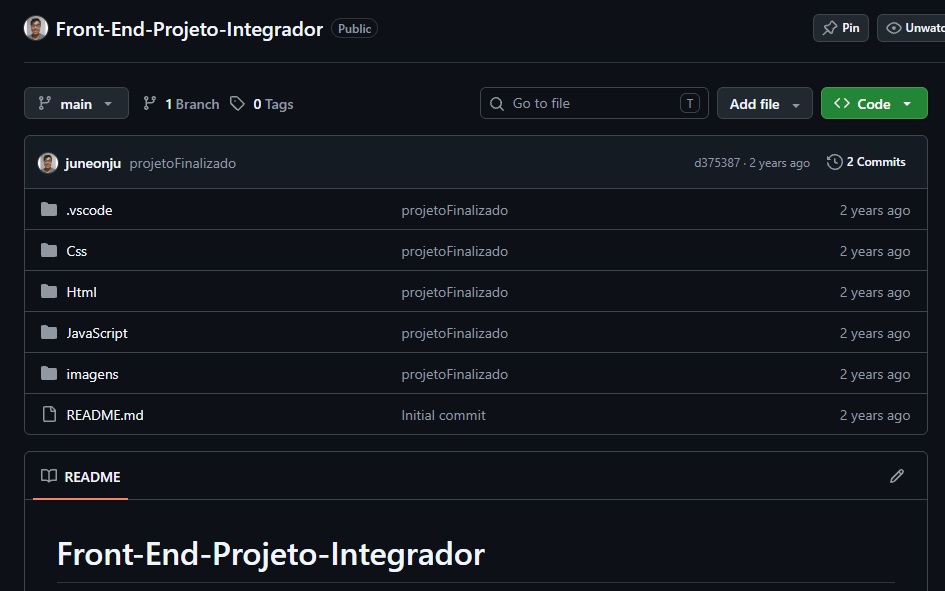 Front-End-Projeto-Integrador Public Pin Unwatc
main 1 Branch 0 Tags Go to file T Add file Code
juneonju projetoFinalizado d375387 · 2 years ago 2 Commits
.vscode projetoFinalizado 2 years ago
Css projetoFinalizado 2 years ago
Html projetoFinalizado 2 years ago
JavaScript projetoFinalizado 2 years ago
imagens projetoFinalizado 2 years ago
README.md Initial commit 2 years ago
README
Front-End-Projeto-Integrador